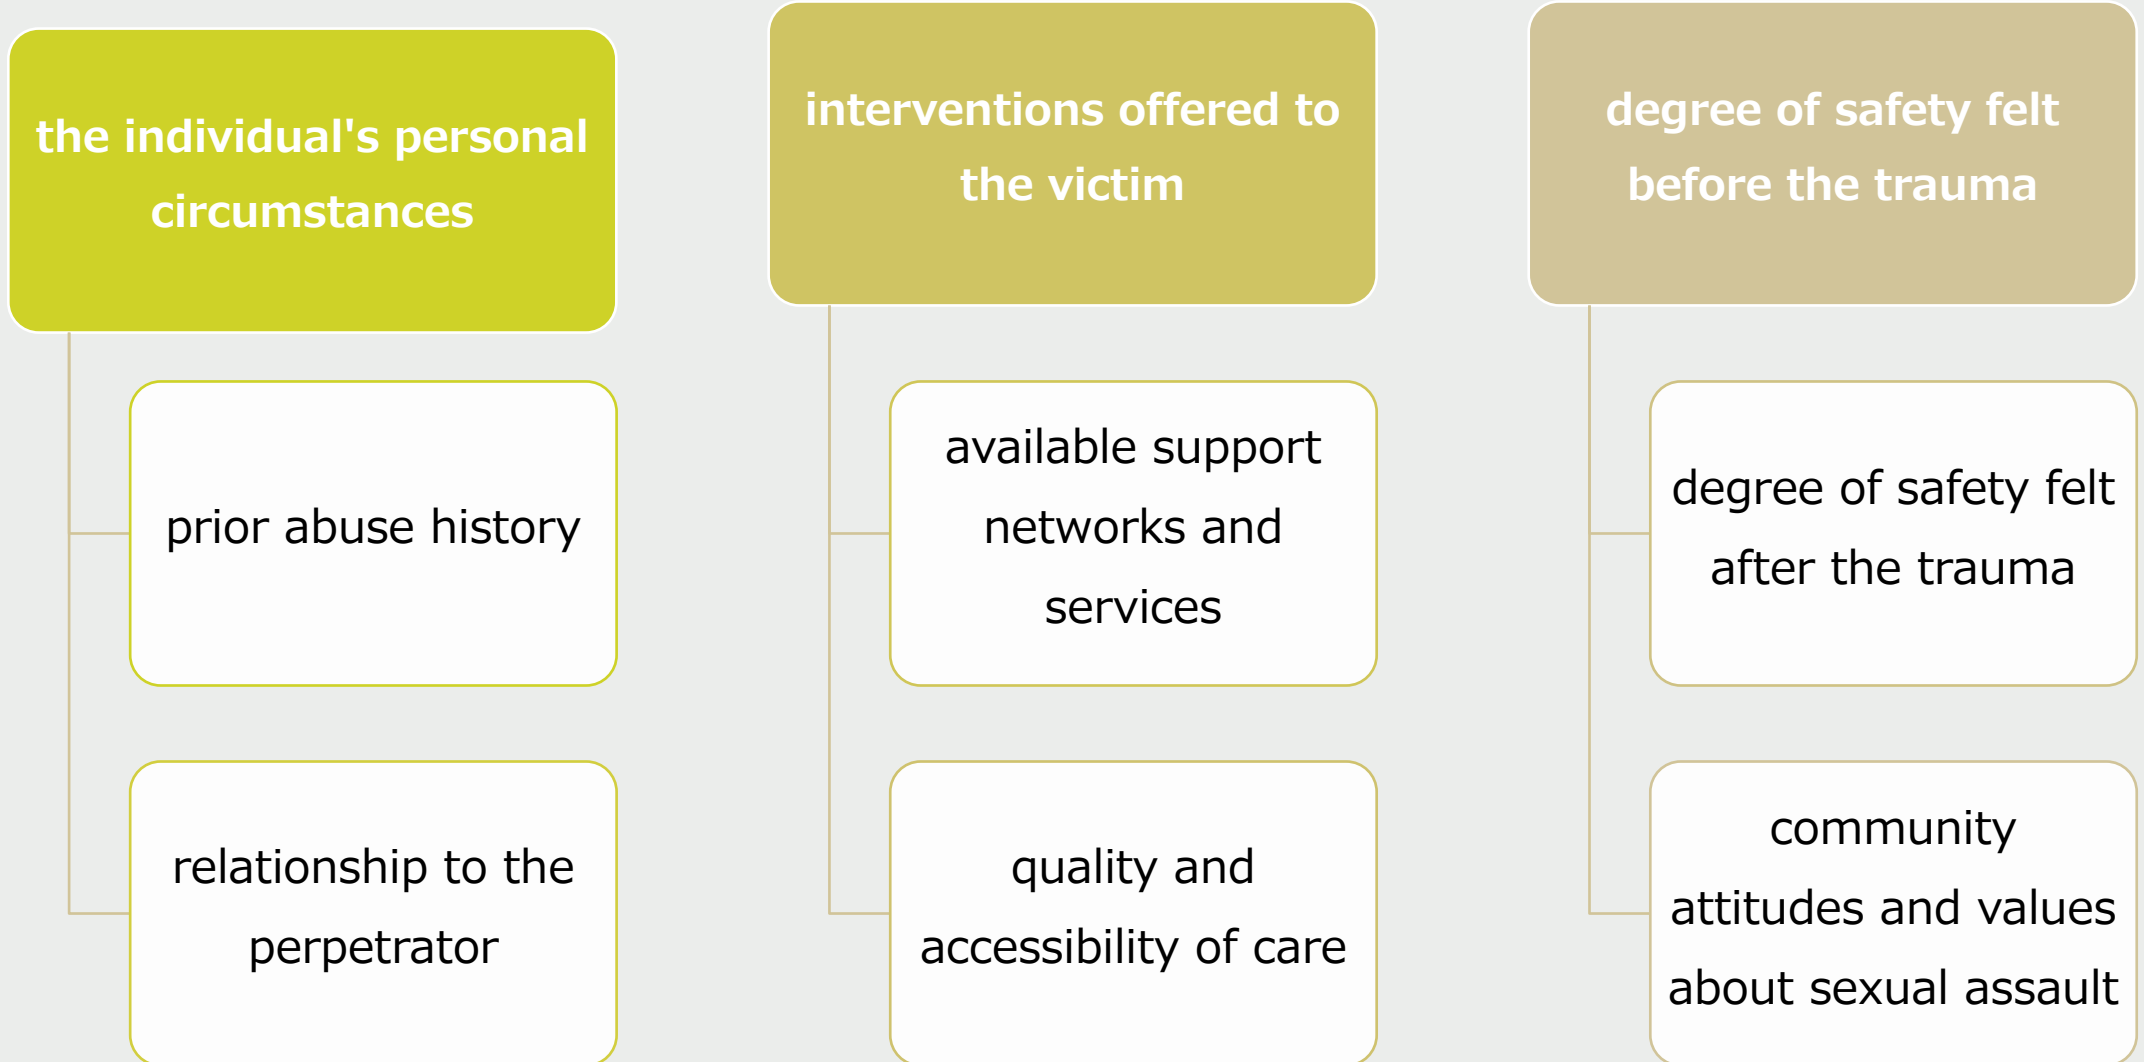 the individual's personal
circumstances
prior abuse history
relationship to the
perpetrator
interventions offered to
the victim
available support
networks and
services
quality and
accessibility of care
degree of safety felt
before the trauma
degree of safety felt
after the trauma
community
attitudes and values
about sexual assault